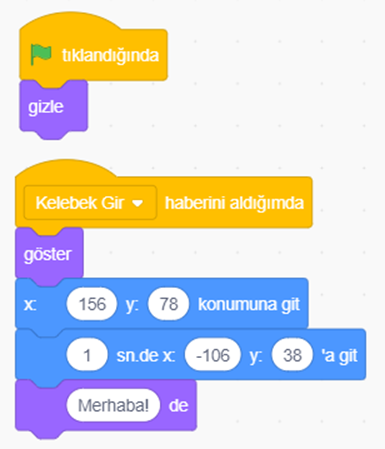 tıklandığında
gizle
Kelebek Gir haberini aldığımda
göster
x: 156 y: 78 konumuna git
1 sn.de x: -106 y: 38 'a git
Merhaba! de